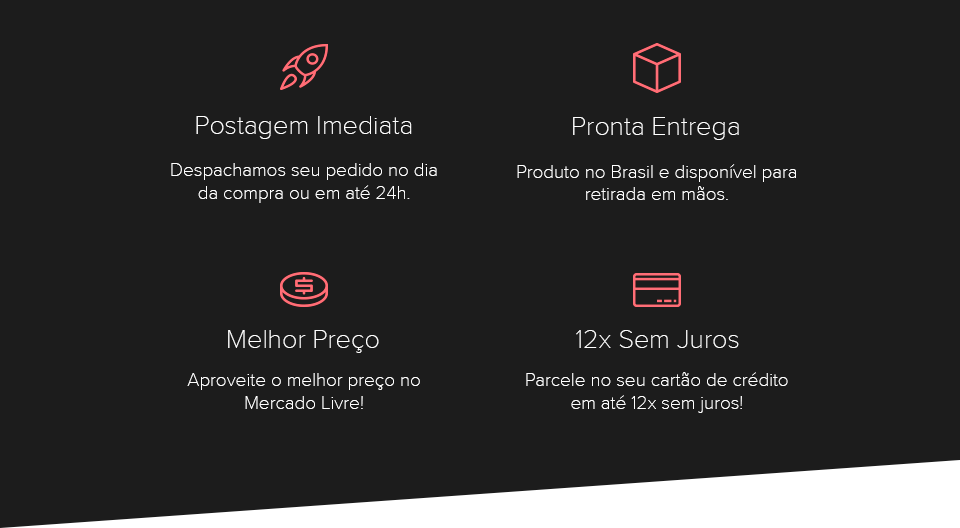 Postagem Imediata
Despachamos seu pedido no dia
da compra ou em até 24h.
Pronta Entrega
Produto no Brasil e disponível para
retirada em mãos.
Melhor Preço
Aproveite o melhor preço no
Mercado Livre!
12x Sem Juros
Parcele no seu cartão de crédito
em até 12x sem juros!